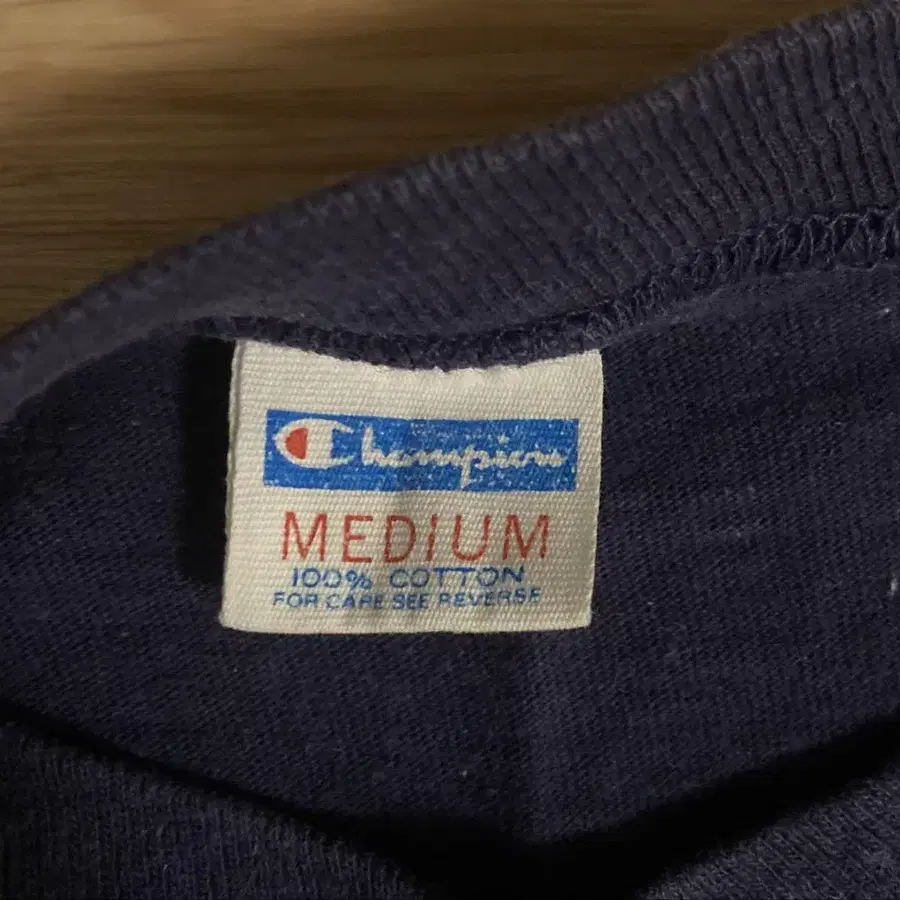 Champion
MEDIUM
100% COTTON
FOR CARE SEE REVERSE